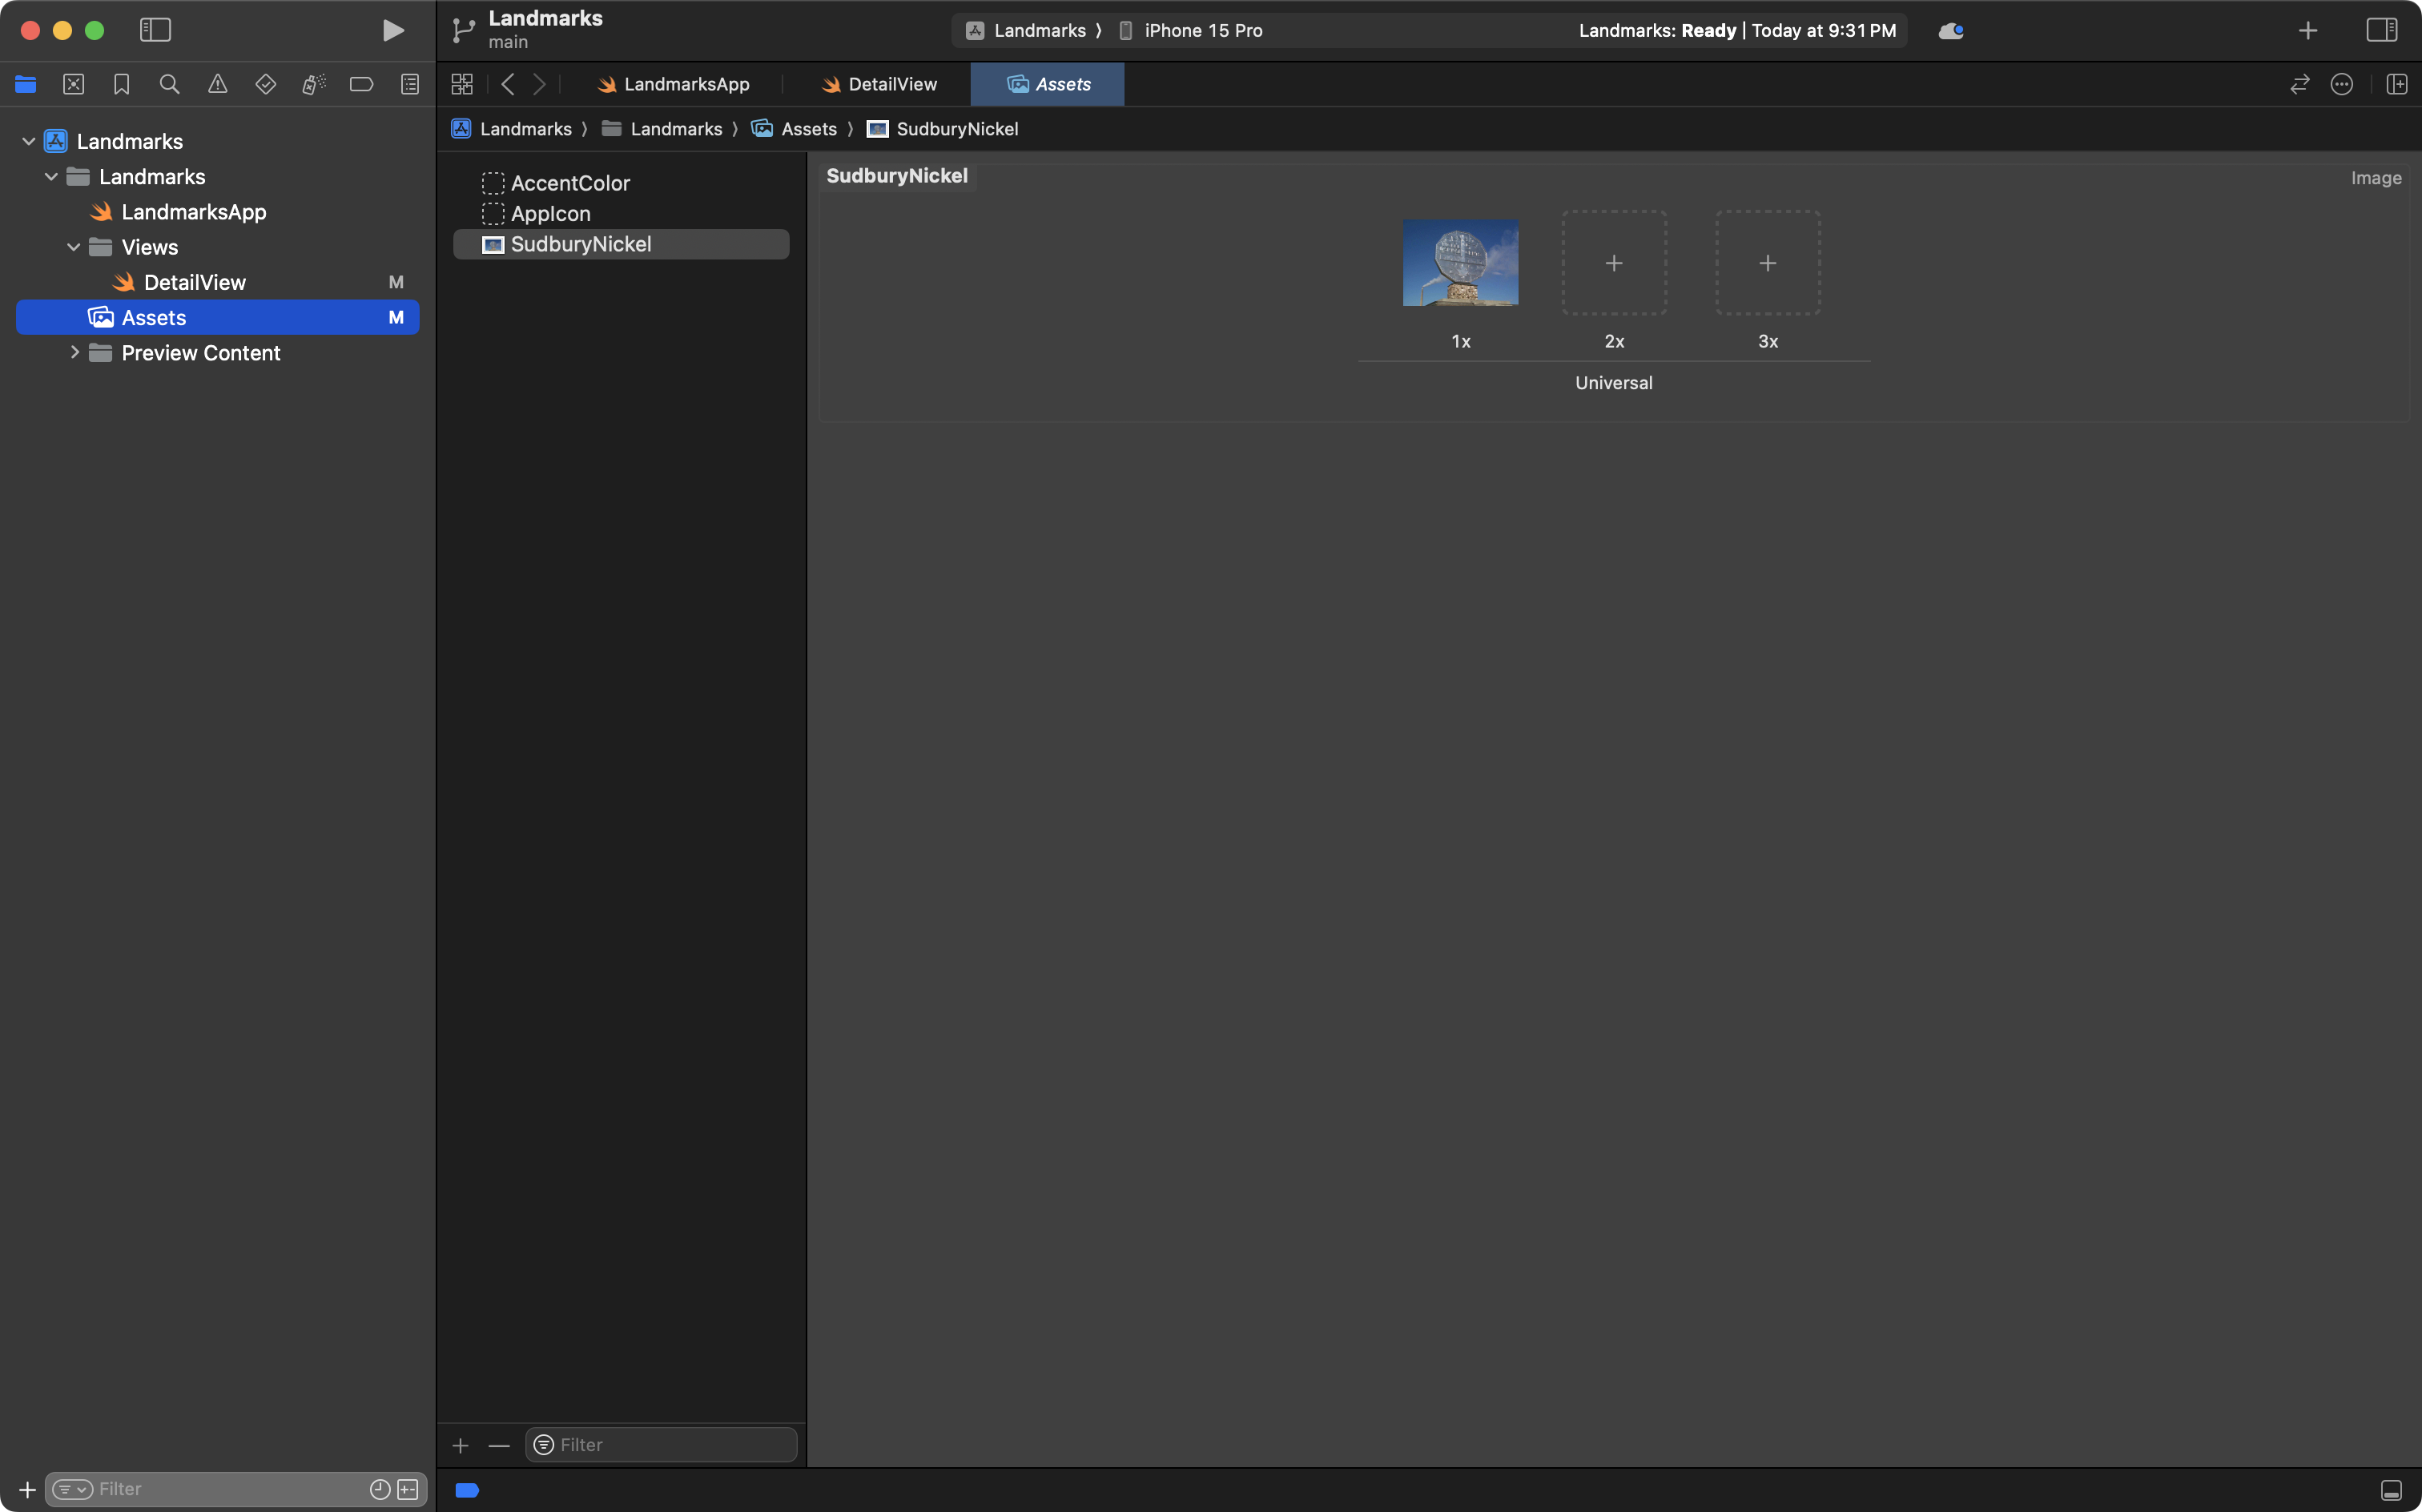 Landmarks
main
Landmarks
iPhone 15 Pro
Landmarks: Ready | Today at 9:31 PM
LandmarksApp
DetailView
Assets
Landmarks
Landmarks
Assets
SudburyNickel
Landmarks
Landmarks
LandmarksApp
Views
DetailView M
Assets M
Preview Content
AccentColor
AppIcon
SudburyNickel
SudburyNickel
Image
1x
2x
3x
Universal
Filter
Filter